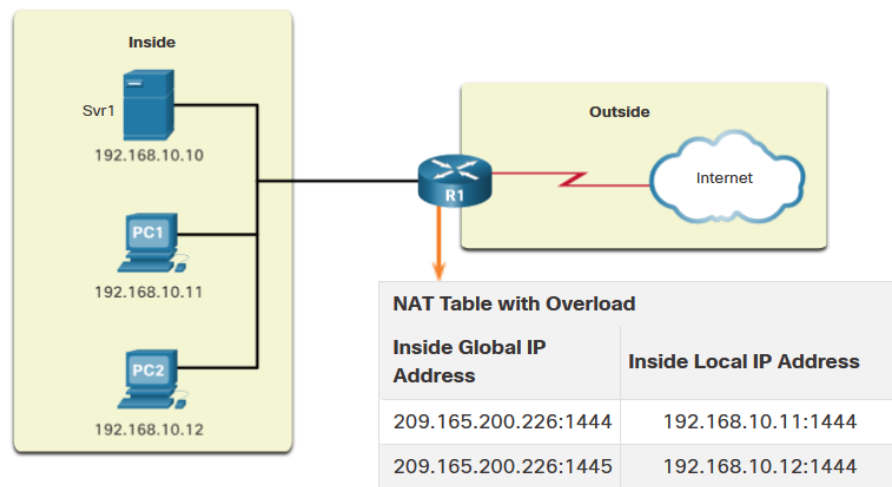 Inside
Svr1
192.168.10.10
PC1
192.168.10.11
PC2
192.168.10.12
R1
Outside
Internet
NAT Table with Overload
Inside Global IP
Address
Inside Local IP Address
209.165.200.226:1444
192.168.10.11:1444
209.165.200.226:1445
192.168.10.12:1444